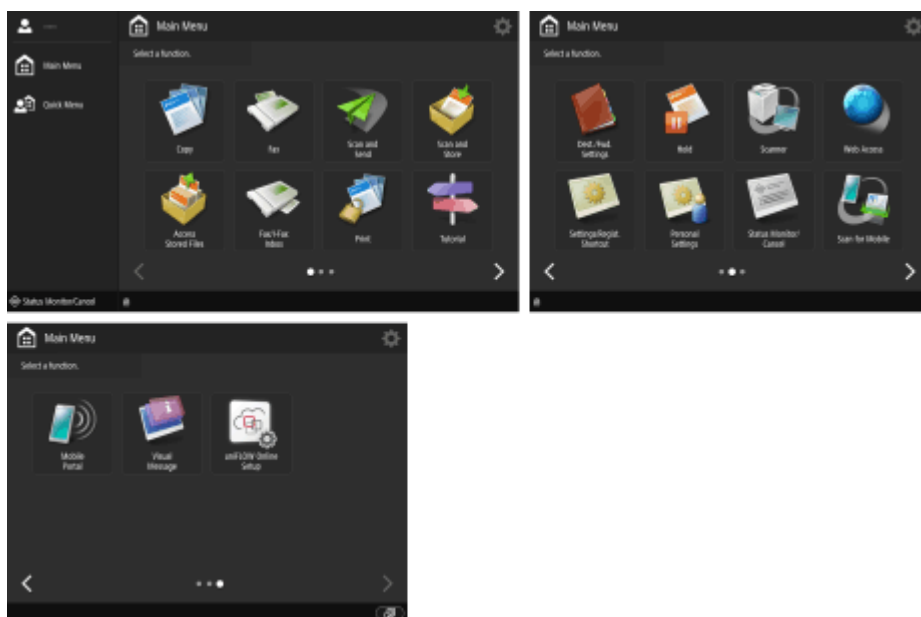 Main Menu
Select a function.
Main Menu
Quick Menu
Copy
Fax
Scan and
Send
Scan and
Store
Access
Stored Files
Fax/I-Fax
Inbox
Print
Tutorial
Status Monitor/Cancel
Main Menu
Select a function.
Dest./Fwd.
Settings
Hold
Scanner
Web Access
Settings/Regist.
Shortcut
Personal
Settings
Status Monitor/
Cancel
Scan for Mobile
Main Menu
Select a function.
Mobile
Portal
Visual
Message
uniFLOW Online
Setup